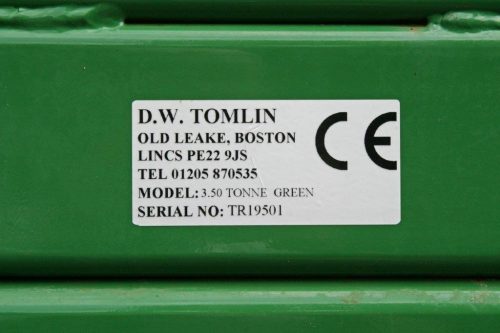 D.W. TOMLIN
OLD LEAKE, BOSTON
LINCS PE22 9JS
TEL 01205 870535
MODEL: 3.50 TONNE GREEN
SERIAL NO: TR19501
CE